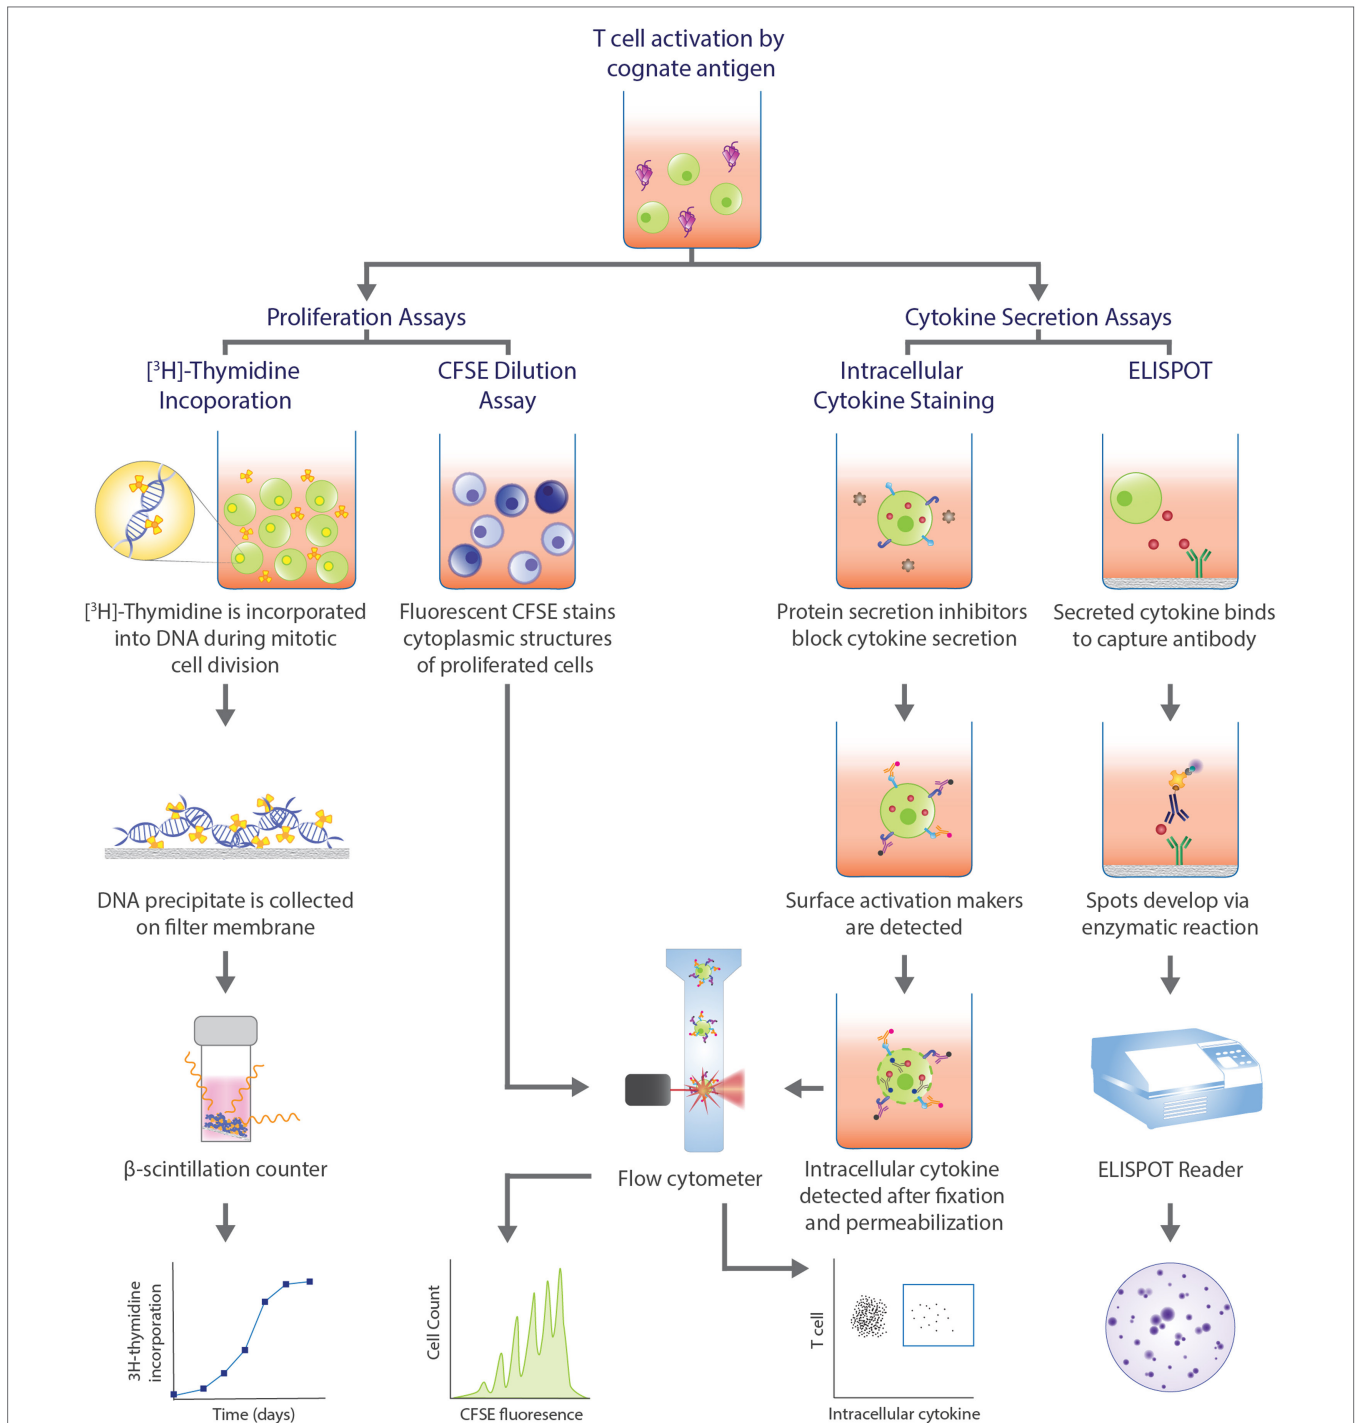 T cell activation by
cognate antigen
Proliferation Assays
Cytokine Secretion Assays
[³H]-Thymidine
Incoporation
CFSE Dilution
Assay
Intracellular
Cytokine Staining
ELISPOT
[³H]-Thymidine is incorporated
into DNA during mitotic
cell division
Fluorescent CFSE stains
cytoplasmic structures
of proliferated cells
Protein secretion inhibitors
block cytokine secretion
Secreted cytokine binds
to capture antibody
DNA precipitate is collected
on filter membrane
Surface activation makers
are detected
Spots develop via
enzymatic reaction
β-scintillation counter
Flow cytometer
Intracellular cytokine
detected after fixation
and permeabilization
ELISPOT Reader
3H-thymidine
incorporation
Time (days)
Cell Count
CFSE fluoresence
T cell
Intracellular cytokine